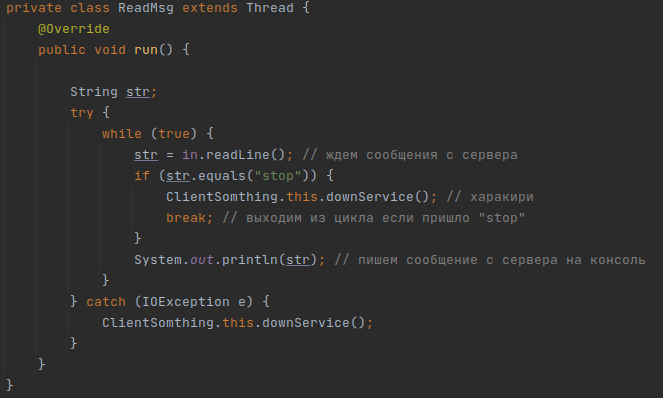 private class ReadMsg extends Thread {
    @Override
    public void run() {

        String str;
        try {
            while (true) {
                str = in.readLine(); // ждем сообщения с сервера
                if (str.equals("stop")) {
                    ClientSomthing.this.downService(); // харакири
                    break; // выходим из цикла если пришло "stop"
                }
                System.out.println(str); // пишем сообщение с сервера на консоль
            }
        } catch (IOException e) {
            ClientSomthing.this.downService();
        }
    }
}